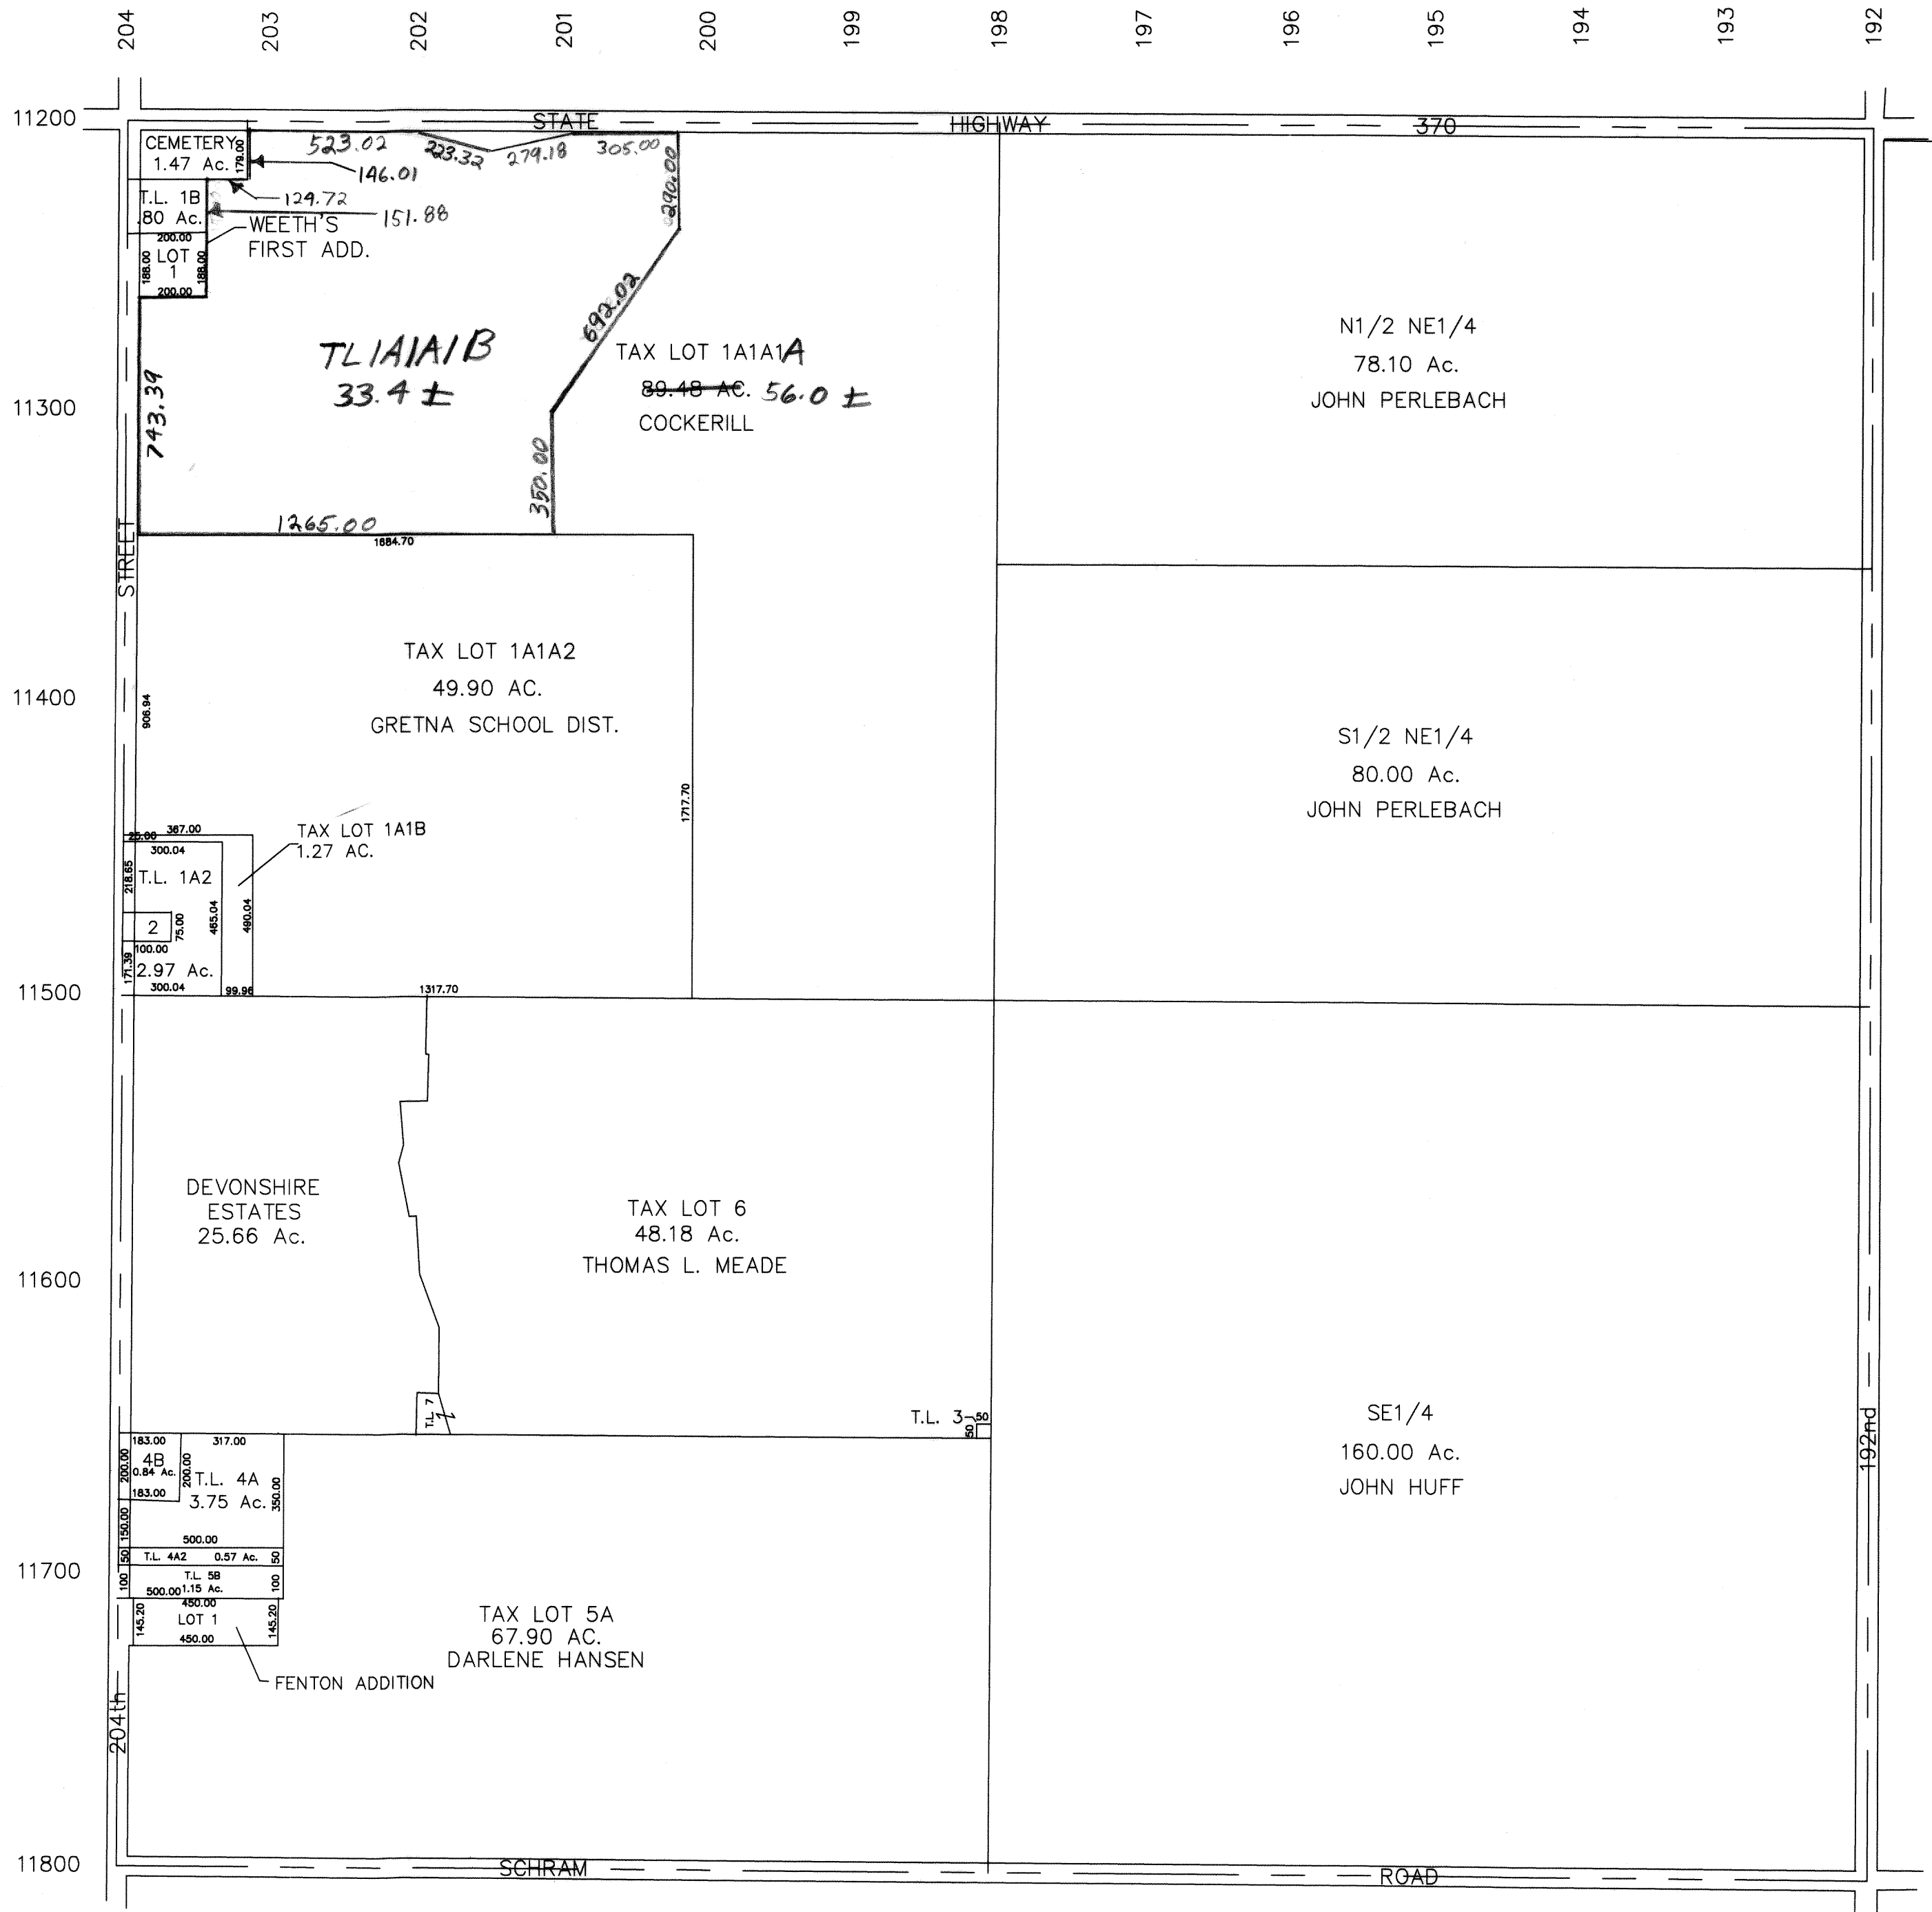 204
203
202
201
200
199
198
197
196
195
194
193
192
11200
STATE
HIGHWAY
370
CEMETERY
1.47 Ac.
179.00
523.02
223.32
279.18
305.00
290.00
146.01
124.72
151.88
T.L. 1B
.80 Ac.
200.00
LOT
1
188.00
188.00
200.00
WEETH'S
FIRST ADD.
692.02
TL1A1A1B
33.4 ±
TAX LOT 1A1A1A
89.48 AC. 56.0 ±
COCKERILL
N1/2 NE1/4
78.10 Ac.
JOHN PERLEBACH
11300
743.39
350.00
1265.00
1684.70
STREET
TAX LOT 1A1A2
49.90 AC.
GRETNA SCHOOL DIST.
11400
906.94
1717.70
S1/2 NE1/4
80.00 Ac.
JOHN PERLEBACH
367.00
25.00
300.04
TAX LOT 1A1B
1.27 AC.
218.65
T.L. 1A2
2
75.00
465.04
490.04
100.00
171.39
2.97 Ac.
11500
300.04
99.96
1317.70
DEVONSHIRE
ESTATES
25.66 Ac.
TAX LOT 6
48.18 Ac.
THOMAS L. MEADE
11600
T.L. 7
T.L. 3
50
50
SE1/4
160.00 Ac.
JOHN HUFF
192nd
183.00
317.00
200.00
4B
0.84 Ac.
200.00
T.L. 4A
3.75 Ac.
350.00
183.00
150.00
500.00
50
T.L. 4A2
0.57 Ac.
50
11700
100
T.L. 5B
500.00
1.15 Ac.
100
450.00
145.20
LOT 1
145.20
450.00
TAX LOT 5A
67.90 AC.
DARLENE HANSEN
FENTON ADDITION
204th
11800
SCHRAM
ROAD